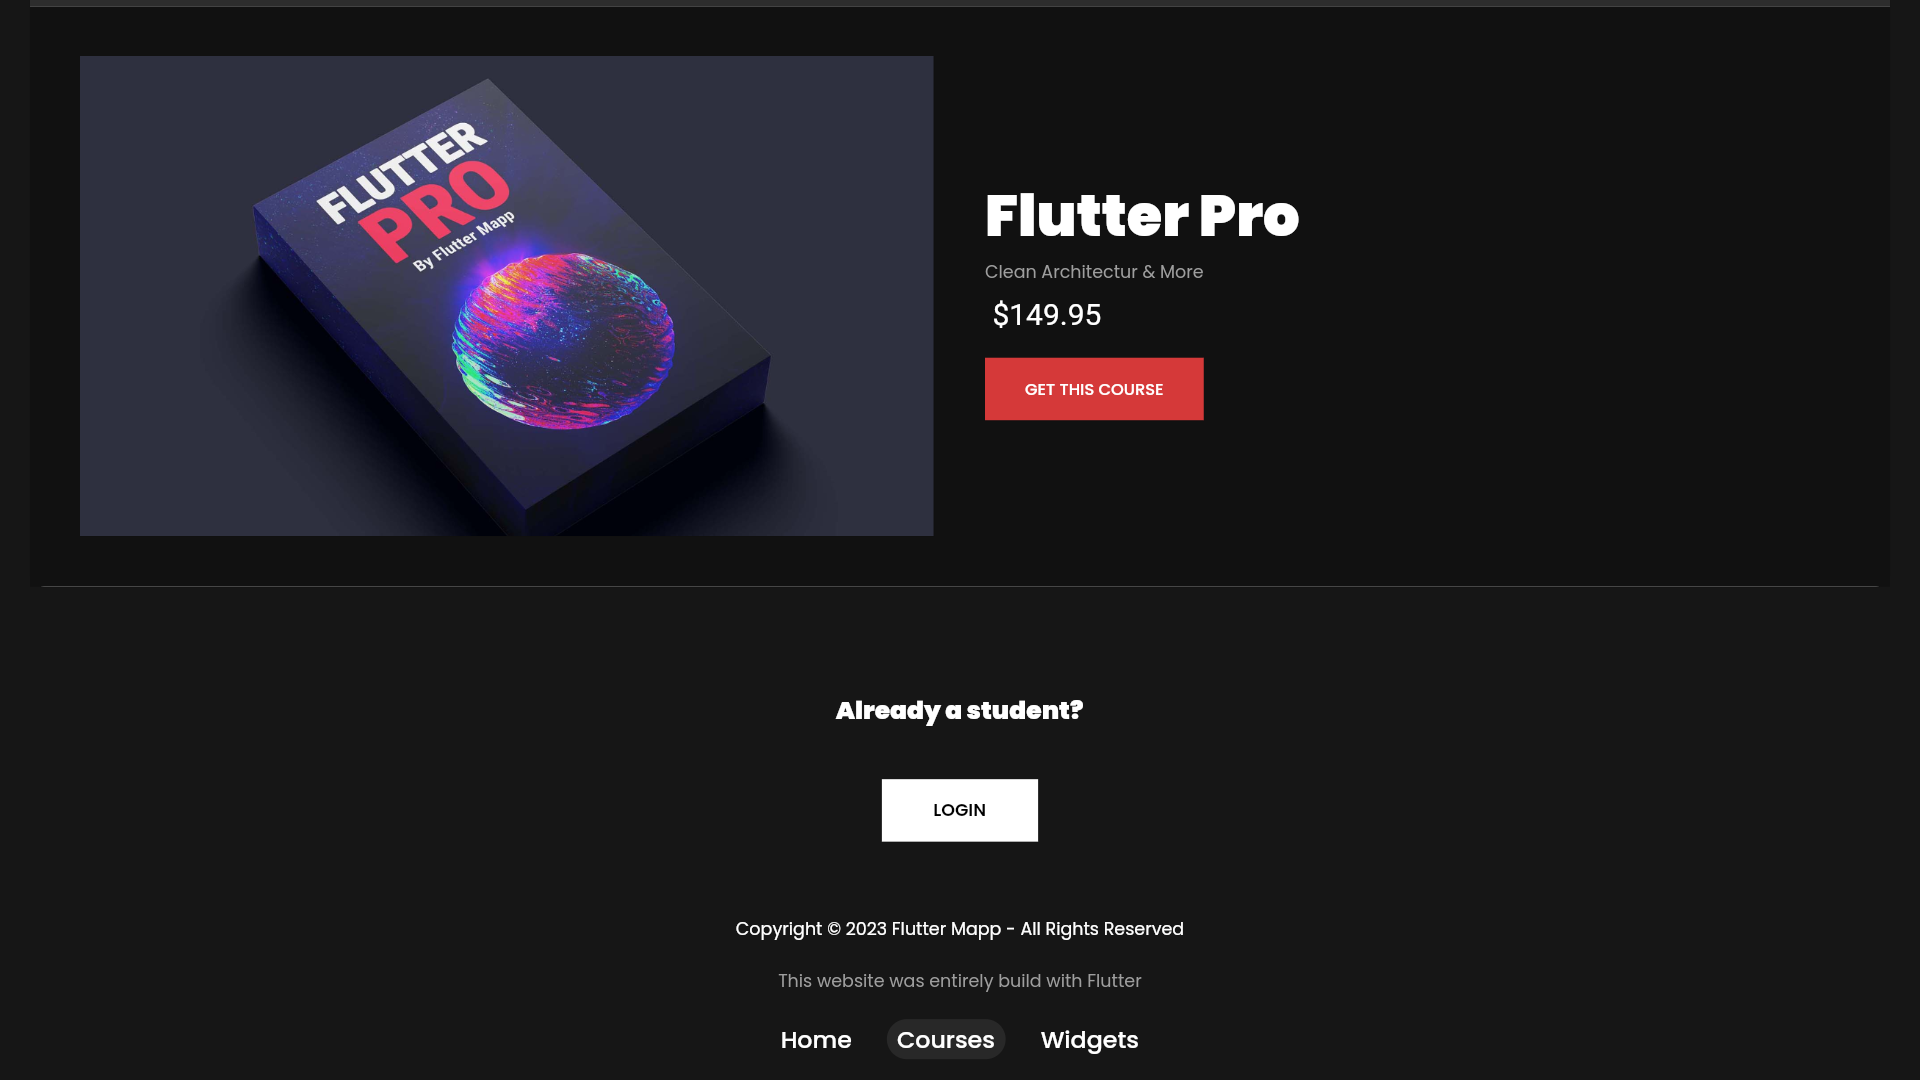 FLUTTER
PRO
By Flutter Mapp
Flutter Pro
Clean Architectur & More
$149.95
GET THIS COURSE
Already a student?
LOGIN
Copyright © 2023 Flutter Mapp - All Rights Reserved
This website was entirely build with Flutter
Home Courses Widgets